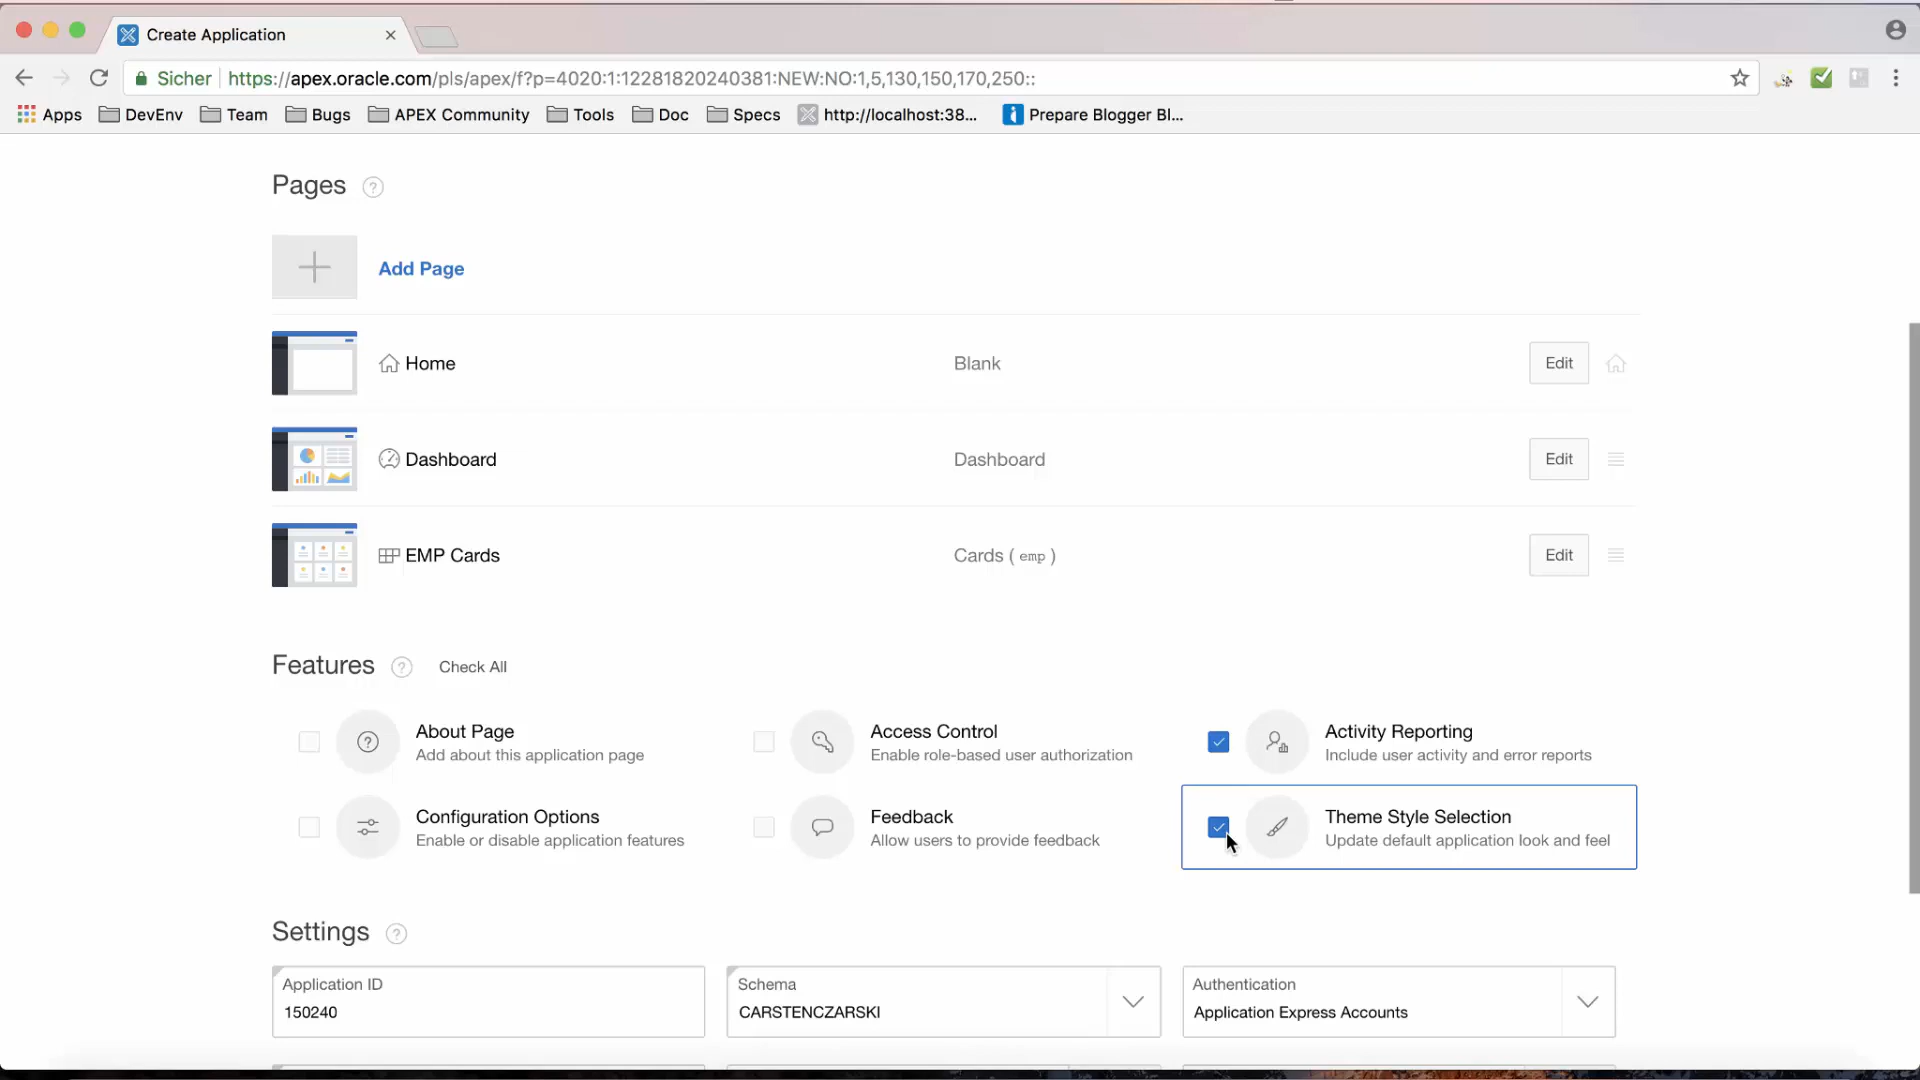 Create Application
Sicher https://apex.oracle.com/pls/apex/f?p=4020:1:12281820240381:NEW:NO:1,5,130,150,170,250::
Apps DevEnv Team Bugs APEX Community Tools Doc Specs http://localhost:38... Prepare Blogger Bl...
Pages ?
Add Page
Home Blank Edit
Dashboard Dashboard Edit
EMP Cards Cards ( emp ) Edit
Features ? Check All
About Page
Add about this application page
Access Control
Enable role-based user authorization
Activity Reporting
Include user activity and error reports
Configuration Options
Enable or disable application features
Feedback
Allow users to provide feedback
Theme Style Selection
Update default application look and feel
Settings ?
Application ID
150240
Schema
CARSTENCZARSKI
Authentication
Application Express Accounts